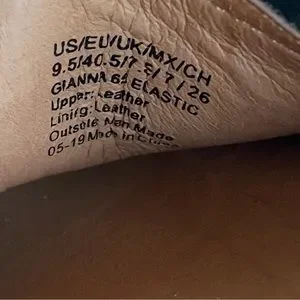 US/EU/UK/MX/CH
9.5/40.5/7.5/7/26
GIANNA ELASTIC
Upper: Leather
Lining: Leather
Outsole Man Made
05-19 Made in China